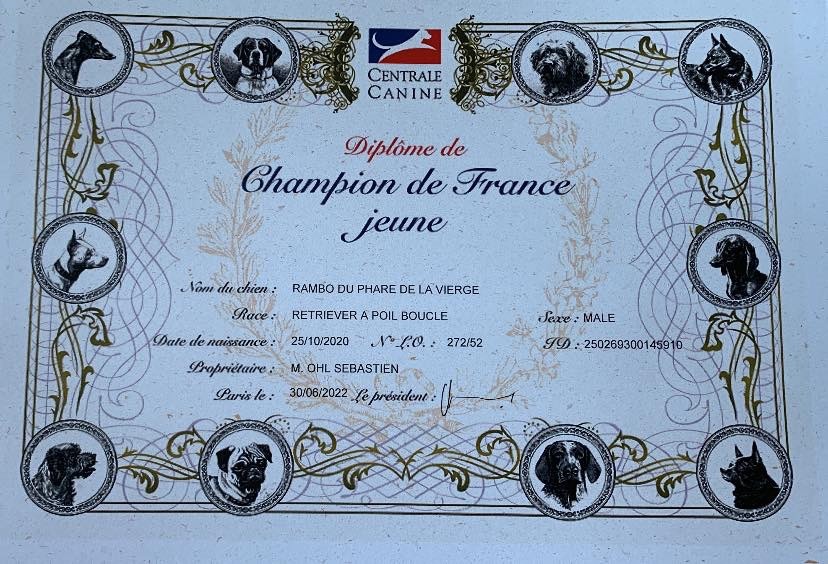 CENTRALE
CANINE
Diplôme de
Champion de France
jeune
Nom du chien : RAMBO DU PHARE DE LA VIERGE
Race : RETRIEVER A POIL BOUCLE Sexe : MALE
Date de naissance : 25/10/2020 N° L.O. : 272/52 ID : 250269300145910
Propriétaire : M. OHL SEBASTIEN
Paris le : 30/06/2022 Le président :